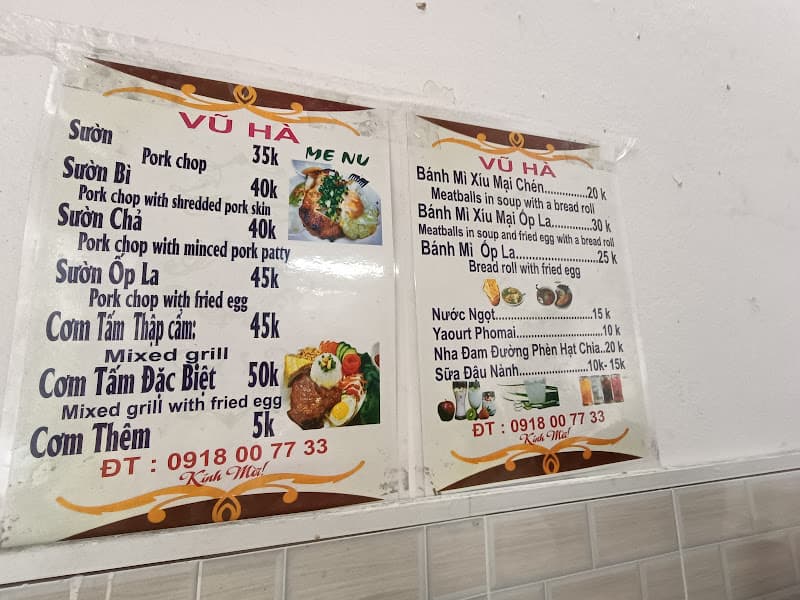 VŨ HÀ
ME NU
Sườn 35k
Pork chop
Sườn Bì 40k
Pork chop with shredded pork skin
Sườn Chả 40k
Pork chop with minced pork patty
Sườn Ốp La 45k
Pork chop with fried egg
Cơm Tấm Thập cẩm: 45k
Mixed grill
Cơm Tấm Đặc Biệt 50k
Mixed grill with fried egg
Cơm Thêm 5k
ĐT : 0918 00 77 33
Kính Mời!
VŨ HÀ
Bánh Mì Xíu Mại Chén..............20 k
Meatballs in soup with a bread roll
Bánh Mì Xíu Mại Ốp La............30 k
Meatballs in soup and fried egg with a bread roll
Bánh Mì Ốp La........................25 k
Bread roll with fried egg
Nước Ngọt............................15 k
Yaourt Phomai.........................10 k
Nha Đam Đường Phèn Hạt Chia..20 k
Sữa Đậu Nành.....................10k- 15k
ĐT : 0918 00 77 33
Kính Mời!